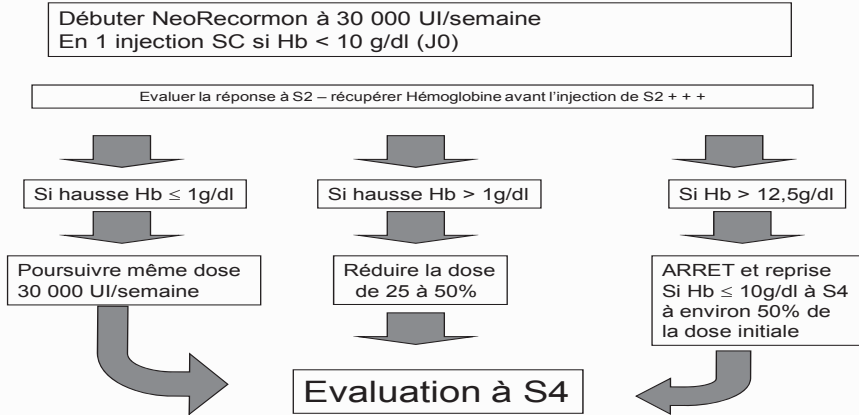 Débuter NeoRecormon à 30 000 UI/semaine
En 1 injection SC si Hb < 10 g/dl (J0)
Evaluer la réponse à S2 – récupérer Hémoglobine avant l'injection de S2 + + +
Si hausse Hb ≤ 1g/dl
Si hausse Hb > 1g/dl
Si Hb > 12,5g/dl
Poursuivre même dose
30 000 UI/semaine
Réduire la dose
de 25 à 50%
ARRET et reprise
Si Hb ≤ 10g/dl à S4
à environ 50% de
la dose initiale
Evaluation à S4